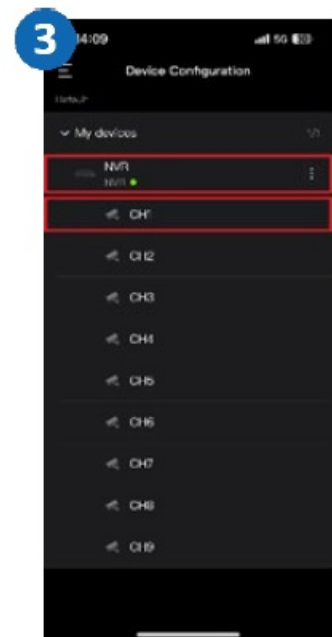 3
14:09
5G
Device Configuration
Default
My devices
1/1
NVR
NVR
CH1
CH2
CH3
CH4
CH5
CH6
CH7
CH8
CH9